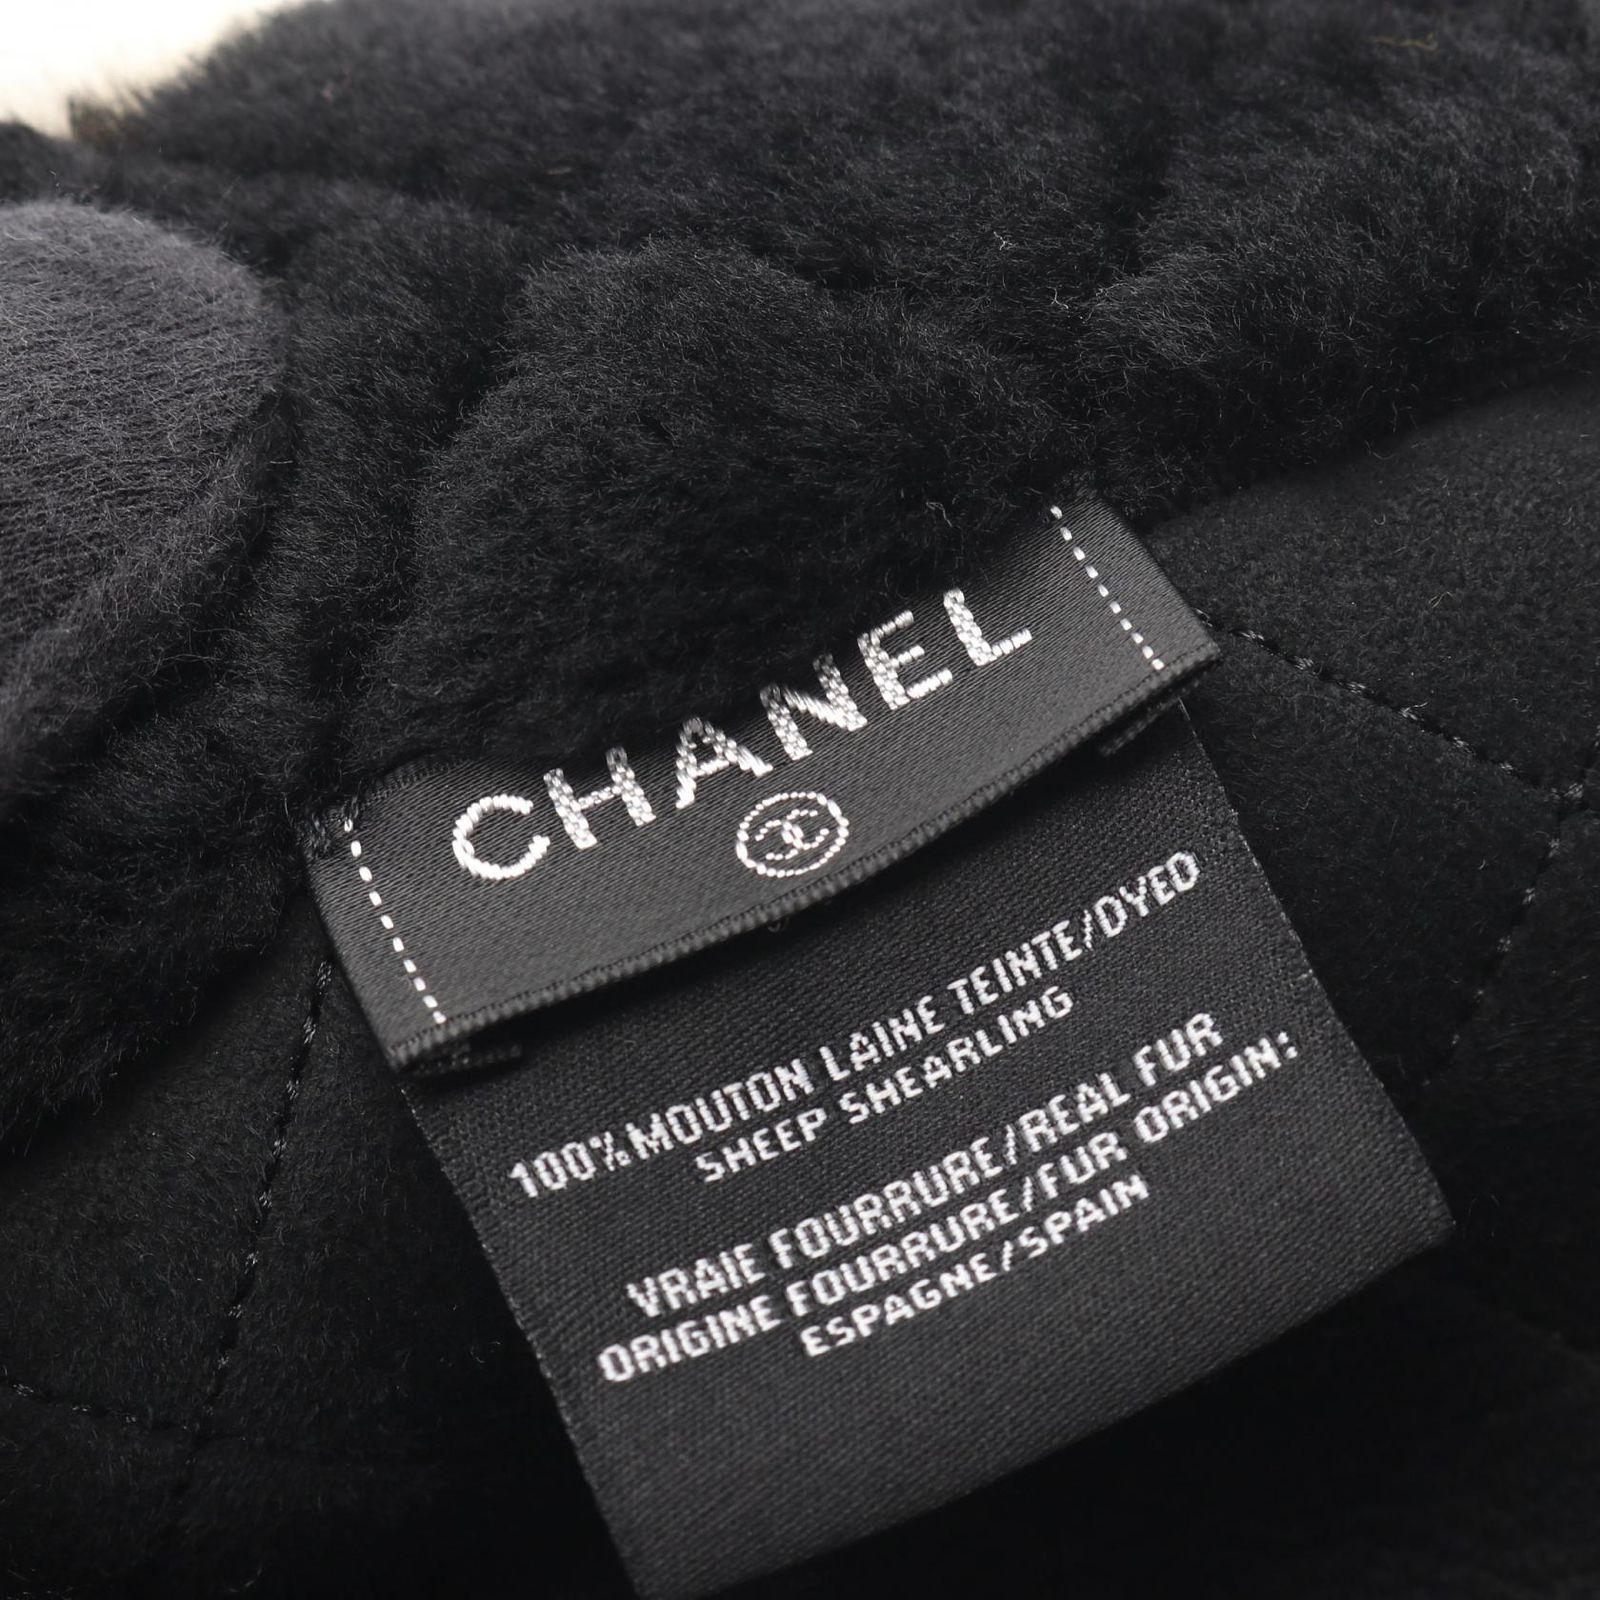 CHANEL
100% MOUTON LAINE TEINTE/DYED
SHEEP SHEARLING
VRAIE FOURRURE/REAL FUR
ORIGINE FOURRURE/FUR ORIGIN:
ESPAGNE/SPAIN